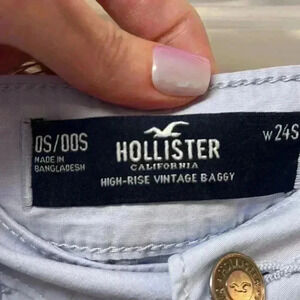 0S/00S
MADE IN
BANGLADESH
HOLLISTER
CALIFORNIA
HIGH-RISE VINTAGE BAGGY
W24S